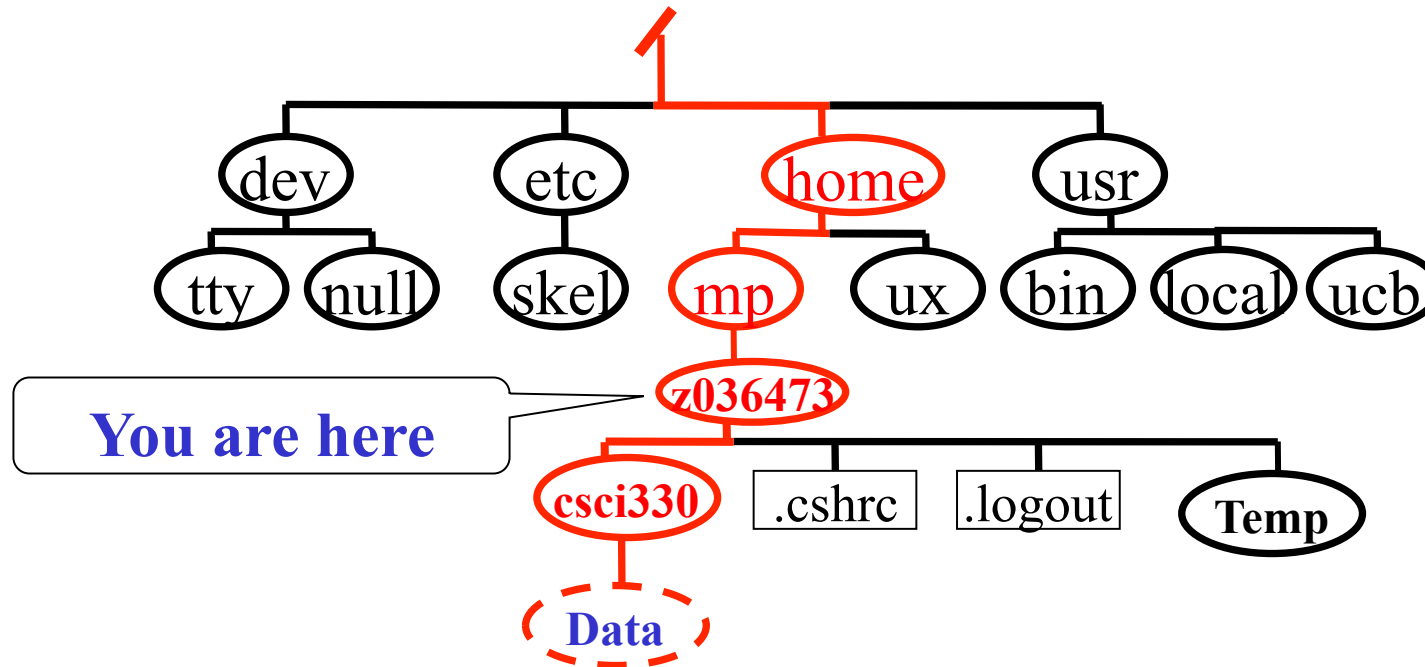 /
dev etc home usr
tty null skel mp ux bin local ucb
z036473
You are here
csci330 .cshrc .logout Temp
Data